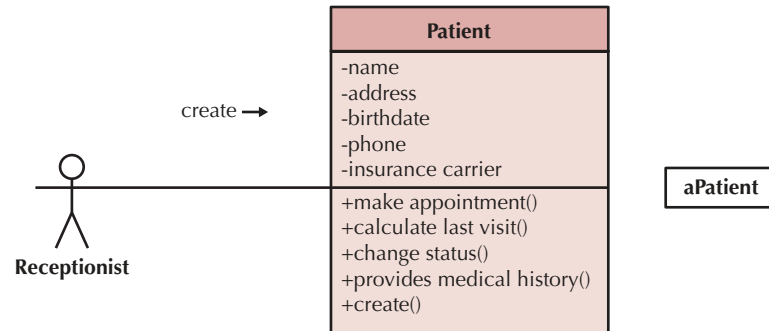 Patient
-name
-address
-birthdate
-phone
-insurance carrier
+make appointment()
+calculate last visit()
+change status()
+provides medical history()
+create()
create
Receptionist
aPatient